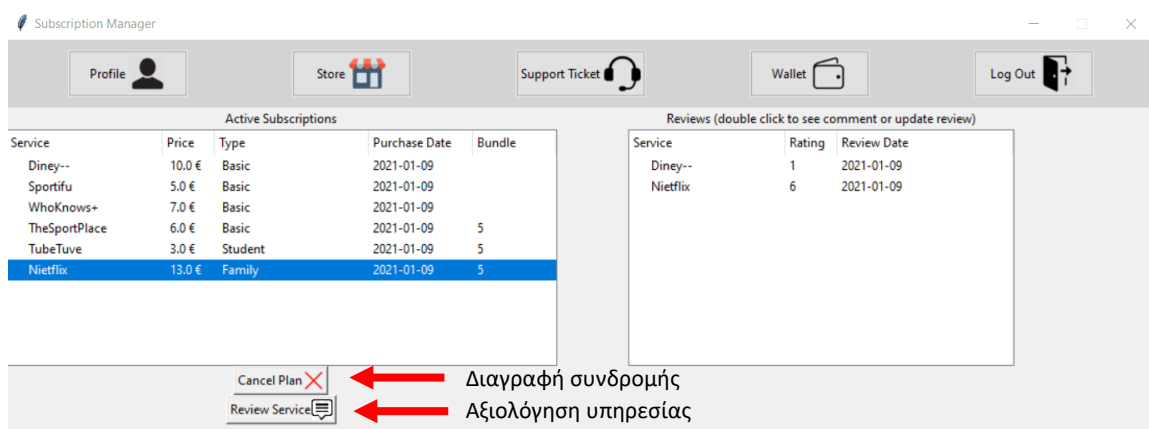 Subscription Manager
Profile Store Support Ticket Wallet Log Out
Active Subscriptions Reviews (double click to see comment or update review)
Service Price Type Purchase Date Bundle Service Rating Review Date
Diney-- 10.0 € Basic 2021-01-09 Diney-- 1 2021-01-09
Sportifu 5.0 € Basic 2021-01-09 Nietflix 6 2021-01-09
WhoKnows+ 7.0 € Basic 2021-01-09
TheSportPlace 6.0 € Basic 2021-01-09 5
TubeTuve 3.0 € Student 2021-01-09 5
Nietflix 13.0 € Family 2021-01-09 5
Cancel Plan Διαγραφή συνδρομής
Review Service Αξιολόγηση υπηρεσίας